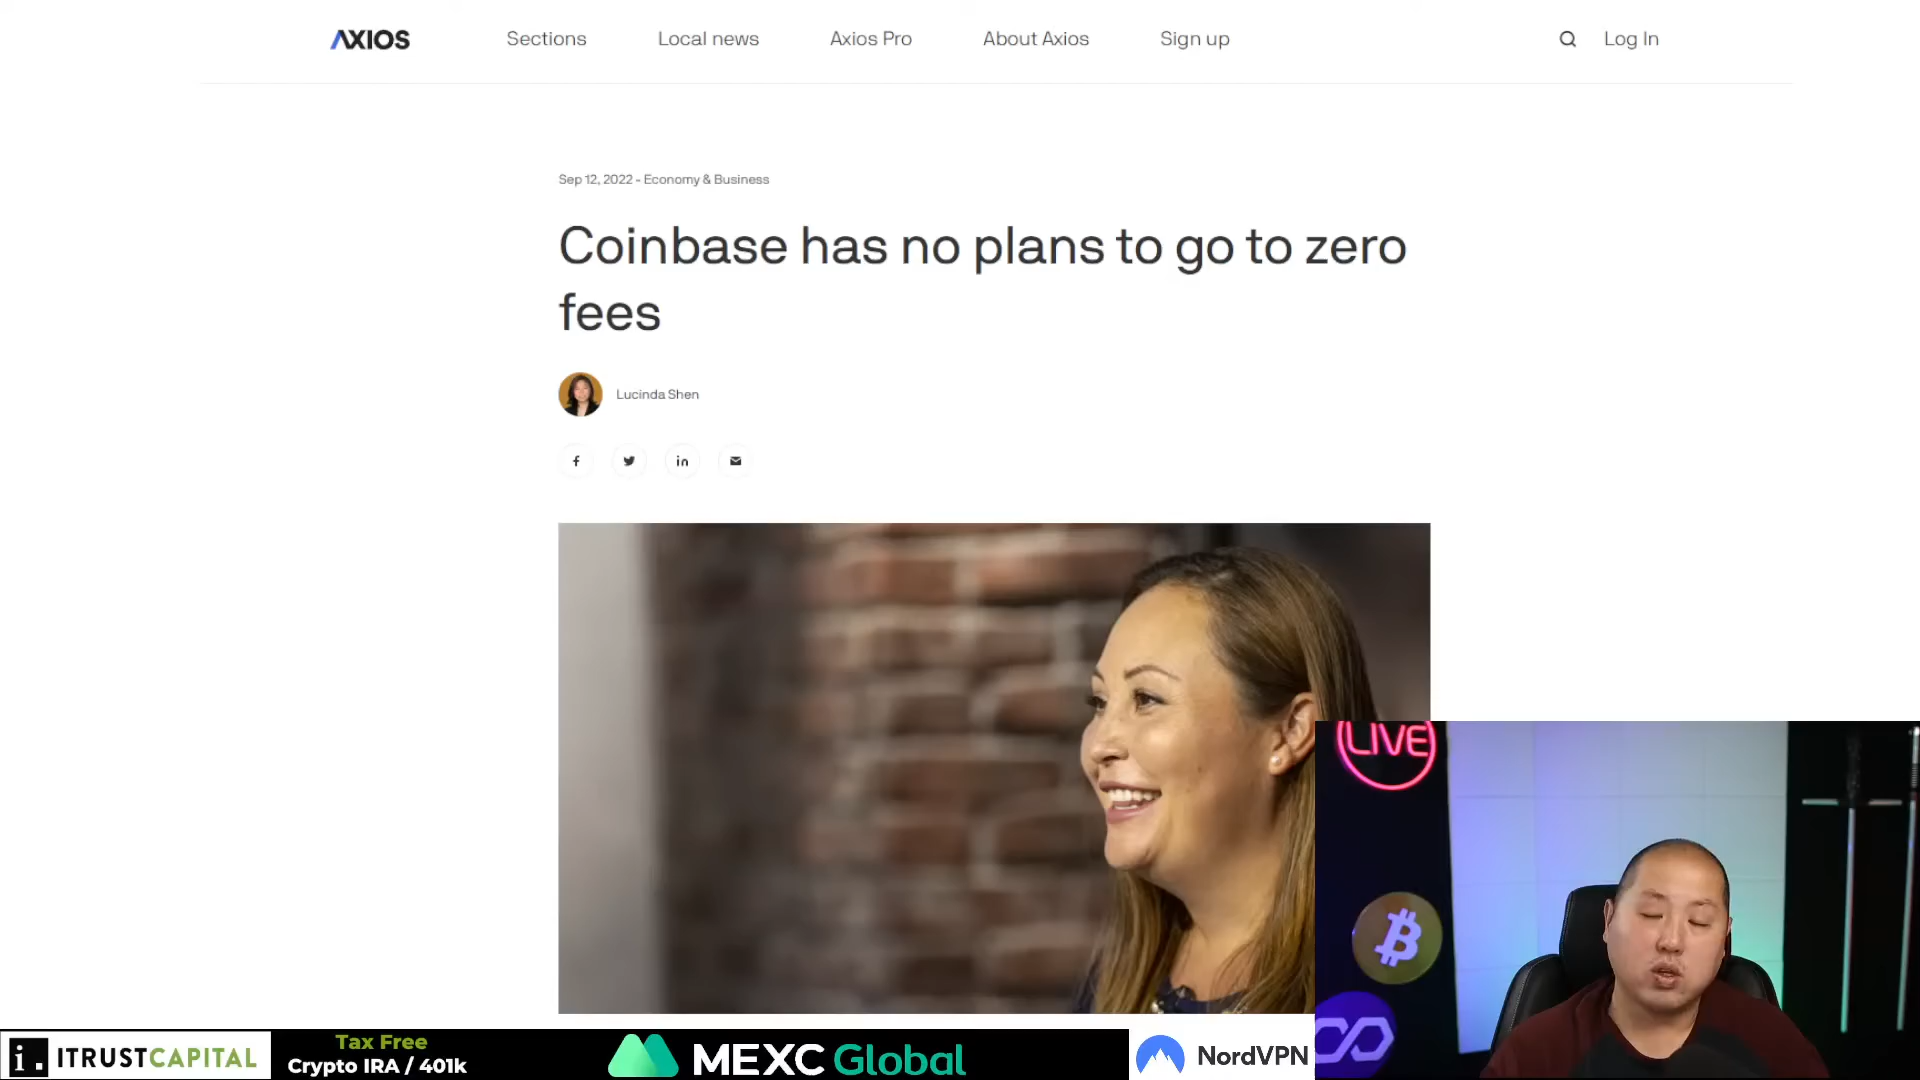 AXIOS
Sections
Local news
Axios Pro
About Axios
Sign up
Log In
Sep 12, 2022 - Economy & Business
Coinbase has no plans to go to zero
fees
Lucinda Shen
LIVE
i. ITRUSTCAPITAL
Tax Free
Crypto IRA / 401k
MEXC Global
NordVPN